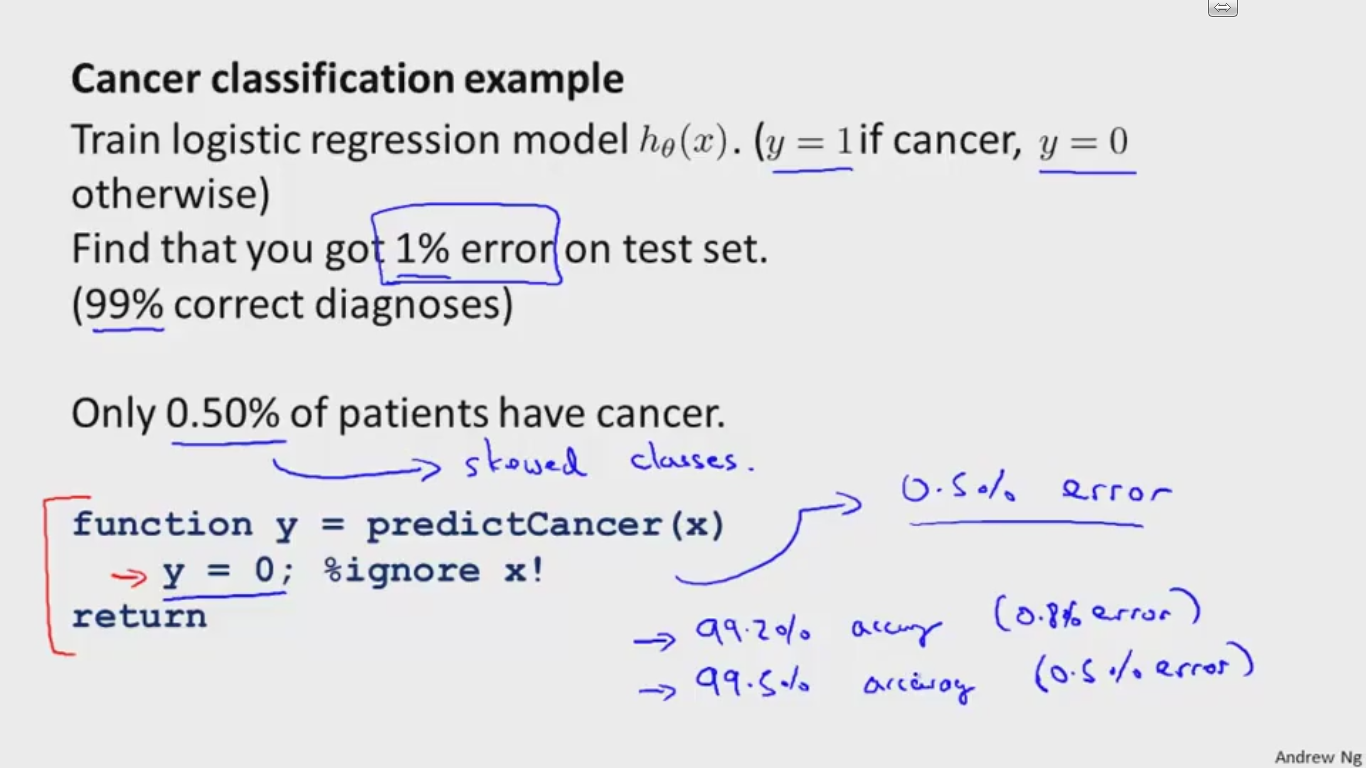 Cancer classification example
Train logistic regression model hθ(x). (y = 1 if cancer, y = 0
otherwise)
Find that you got 1% error on test set.
(99% correct diagnoses)
Only 0.50% of patients have cancer.
skewed classes.
0.5% error
function y = predictCancer(x)
→ y = 0; %ignore x!
return
→ 99.2% accuracy (0.8% error)
→ 99.5% accuracy (0.5% error)
Andrew Ng